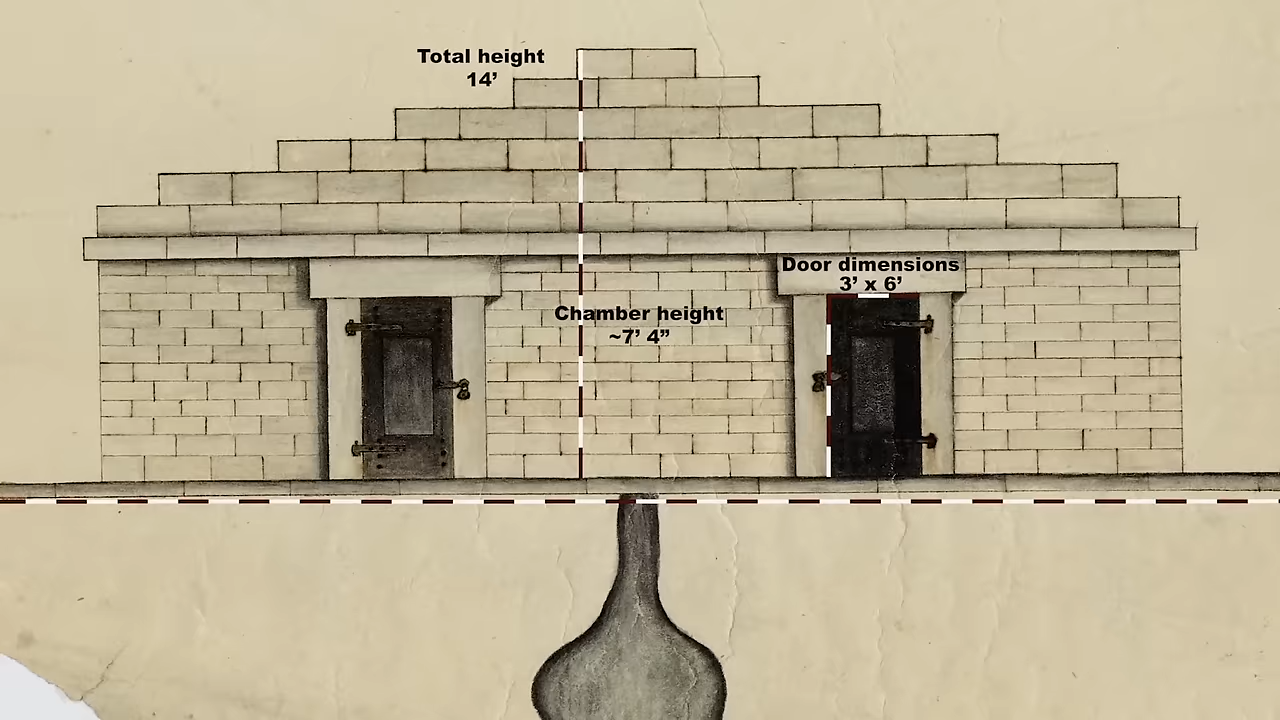 Total height
14’
Door dimensions
3’ x 6’
Chamber height
~7’ 4”